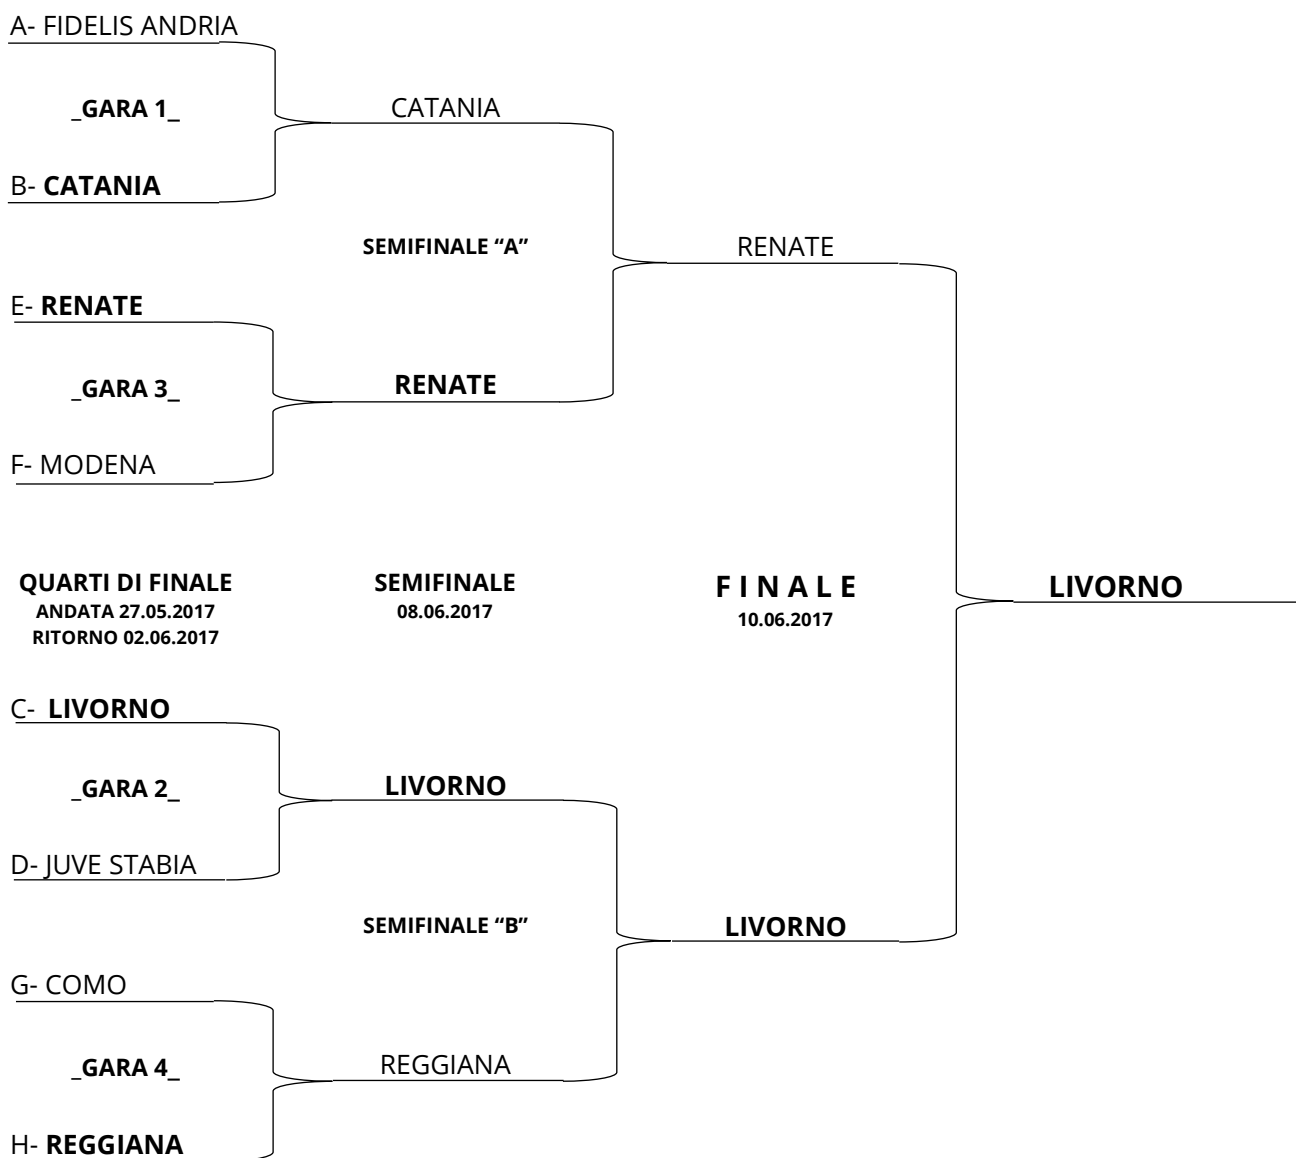 A- FIDELIS ANDRIA
_GARA 1_
CATANIA
B- CATANIA
SEMIFINALE “A”
RENATE
E- RENATE
_GARA 3_
RENATE
F- MODENA
QUARTI DI FINALE
ANDATA 27.05.2017
RITORNO 02.06.2017
SEMIFINALE
08.06.2017
F I N A L E
10.06.2017
LIVORNO
C- LIVORNO
_GARA 2_
LIVORNO
D- JUVE STABIA
SEMIFINALE “B”
LIVORNO
G- COMO
_GARA 4_
REGGIANA
H- REGGIANA